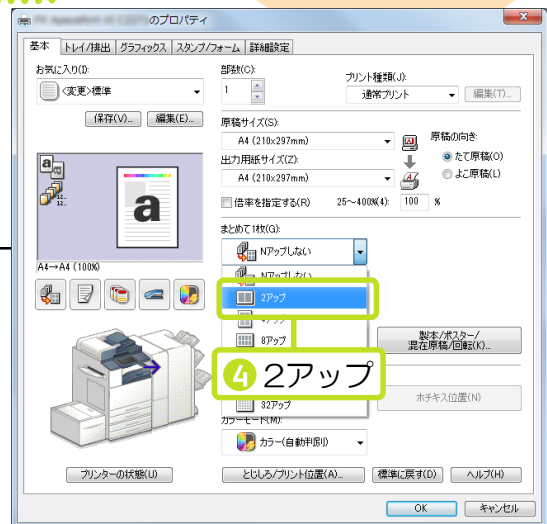 のプロパティ
基本 トレイ/排出 グラフィックス スタンプ/フォーム 詳細設定
お気に入り(I):
<変更>標準
保存(V)... 編集(E)...
A4→A4 (100%)
プリンターの状態(U)
部数(C):
1
プリント種類(J):
通常プリント
編集(T)...
原稿サイズ(S):
A4 (210x297mm)
出力用紙サイズ(Z):
A4 (210x297mm)
原稿の向き:
たて原稿(O)
よこ原稿(L)
倍率を指定する(R) 25～400%(4): 100 %
まとめて1枚(G):
Nアップしない
Nアップしない
2アップ
8アップ
4 2アップ
32アップ
製本/ポスター/
混在原稿/回転(K)...
ホチキス位置(N)
カラーモード(M):
カラー(自動判別)
とじしろ/プリント位置(A)... 標準に戻す(D) ヘルプ(H)
OK キャンセル